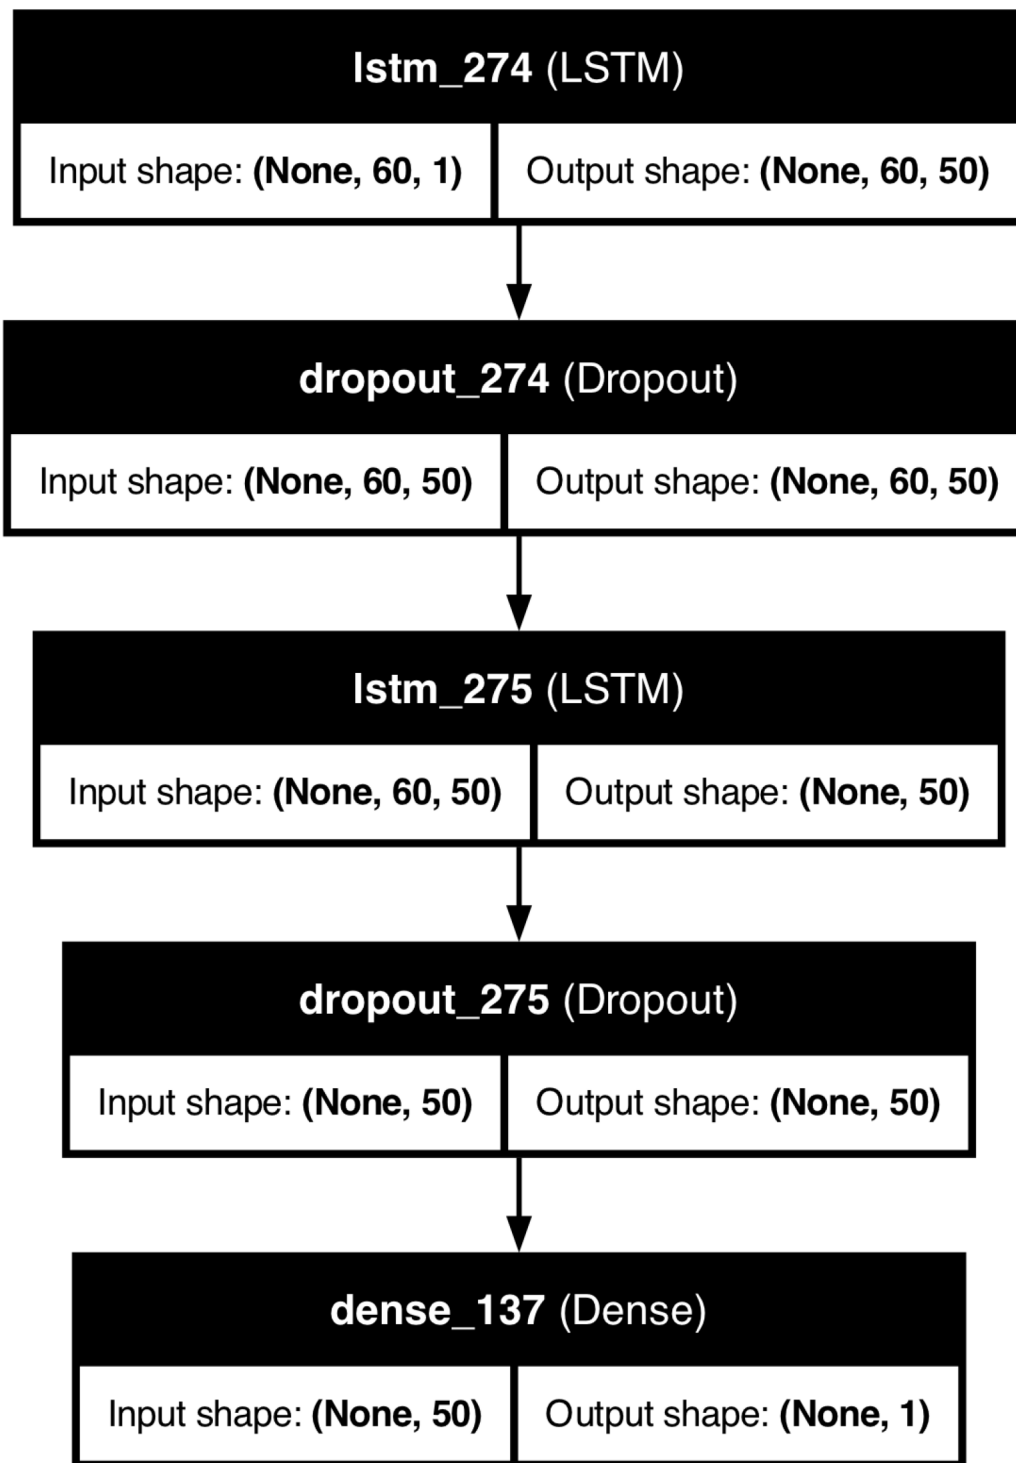 lstm_274 (LSTM)
Input shape: (None, 60, 1) Output shape: (None, 60, 50)
dropout_274 (Dropout)
Input shape: (None, 60, 50) Output shape: (None, 60, 50)
lstm_275 (LSTM)
Input shape: (None, 60, 50) Output shape: (None, 50)
dropout_275 (Dropout)
Input shape: (None, 50) Output shape: (None, 50)
dense_137 (Dense)
Input shape: (None, 50) Output shape: (None, 1)